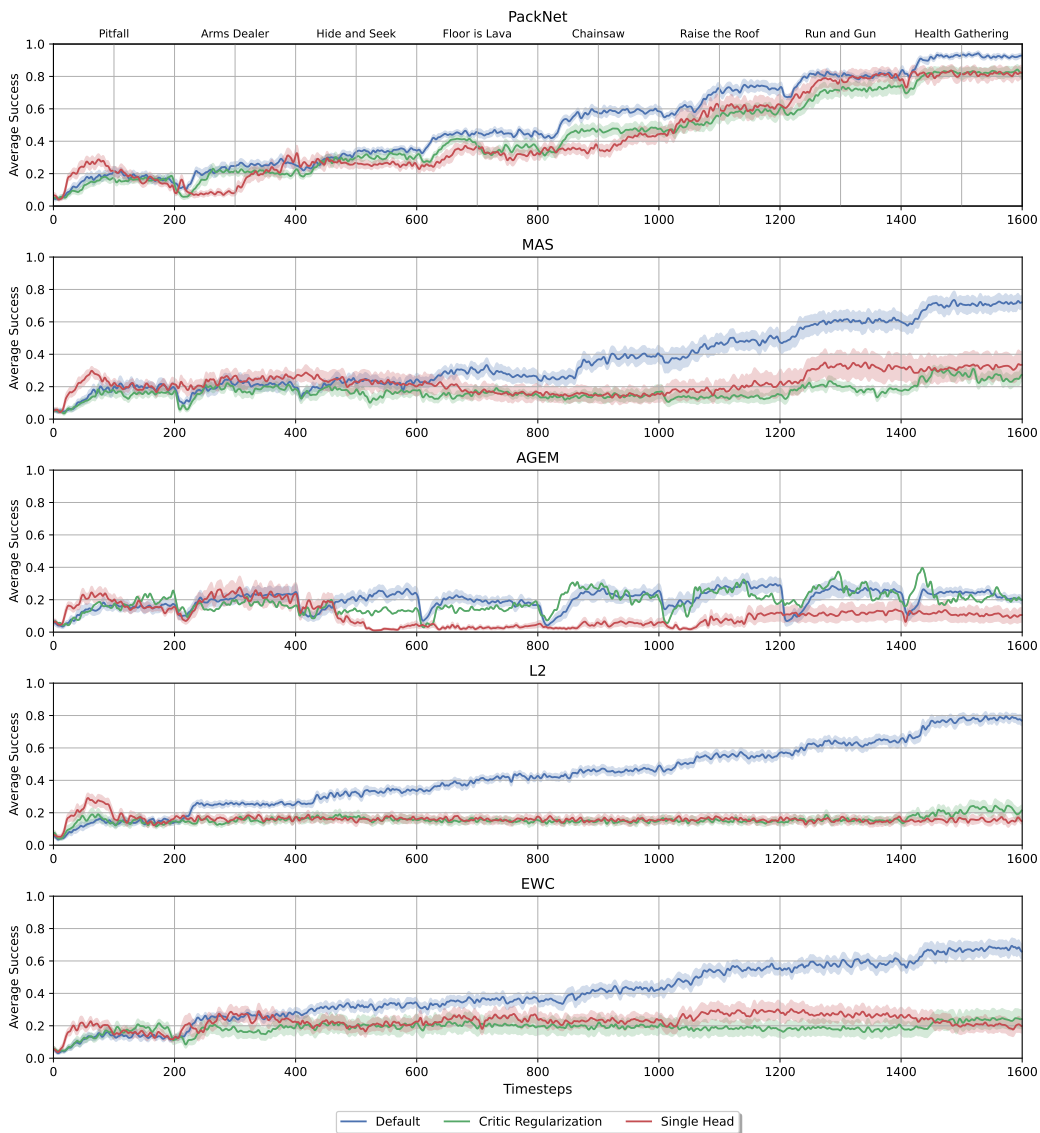 PackNet
Pitfall Arms Dealer Hide and Seek Floor is Lava Chainsaw Raise the Roof Run and Gun Health Gathering
1.0
0.8
0.6
0.4
0.2
0.0
Average Success
0 200 400 600 800 1000 1200 1400 1600
MAS
1.0
0.8
0.6
0.4
0.2
0.0
Average Success
0 200 400 600 800 1000 1200 1400 1600
AGEM
1.0
0.8
0.6
0.4
0.2
0.0
Average Success
0 200 400 600 800 1000 1200 1400 1600
L2
1.0
0.8
0.6
0.4
0.2
0.0
Average Success
0 200 400 600 800 1000 1200 1400 1600
EWC
1.0
0.8
0.6
0.4
0.2
0.0
Average Success
0 200 400 600 800 1000 1200 1400 1600
Timesteps
Default Critic Regularization Single Head